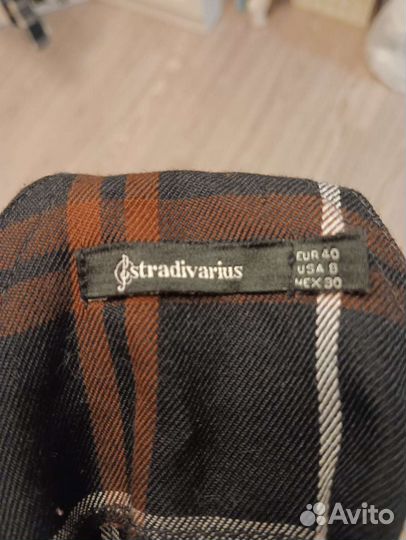 stradivarius
EUR 40
USA 8
MEX 30
Avito